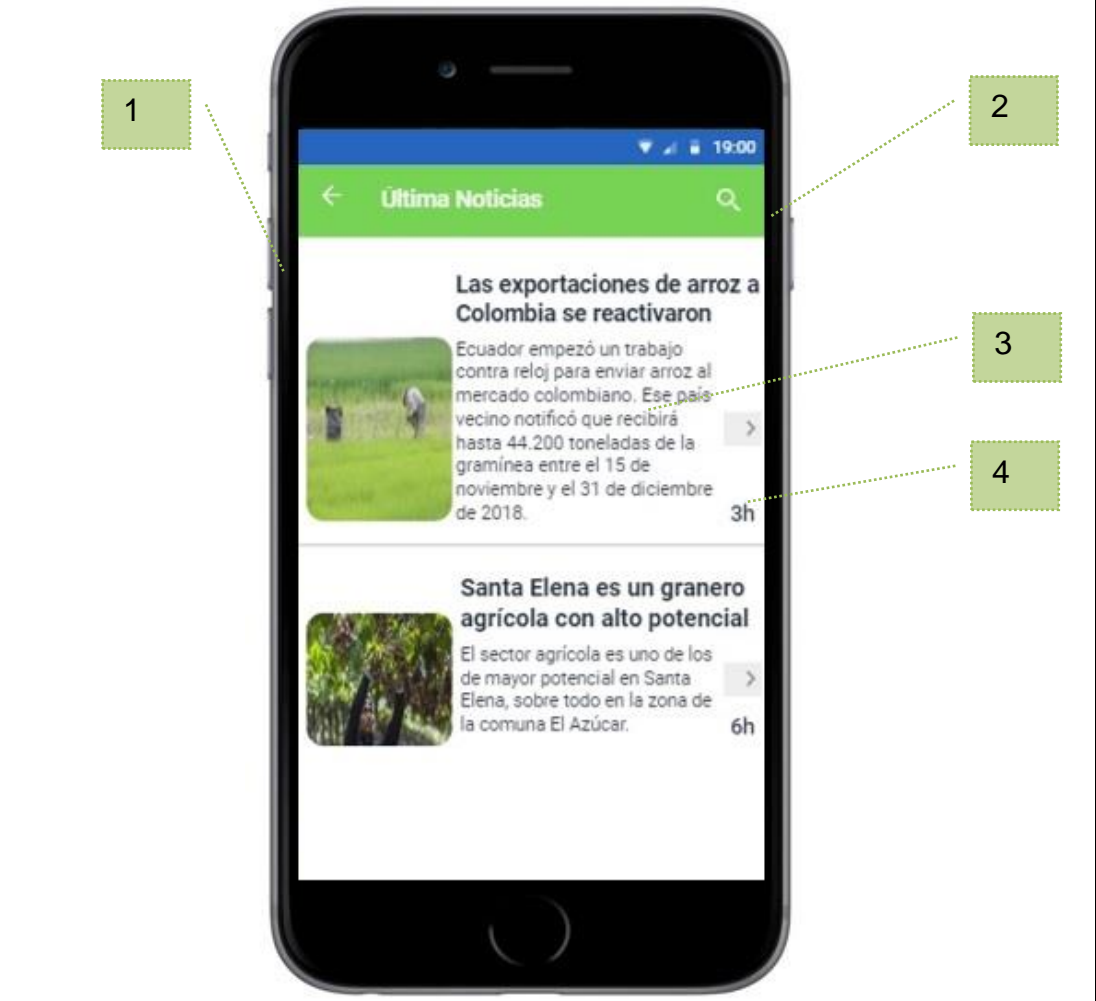 1
2
19:00
Última Noticias
Las exportaciones de arroz a
Colombia se reactivaron
Ecuador empezó un trabajo
contra reloj para enviar arroz al
mercado colombiano. Ese país
vecino notificó que recibirá
hasta 44.200 toneladas de la
gramínea entre el 15 de
noviembre y el 31 de diciembre
de 2018.
3h
3
4
Santa Elena es un granero
agrícola con alto potencial
El sector agrícola es uno de los
de mayor potencial en Santa
Elena, sobre todo en la zona de
la comuna El Azúcar.
6h